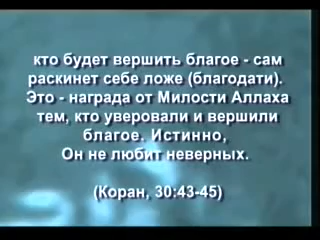 кто будет вершить благое - сам
раскинет себе ложе (благодати).
Это - награда от Милости Аллаха
тем, кто уверовали и вершили
благое. Истинно,
Он не любит неверных.
(Коран, 30:43-45)